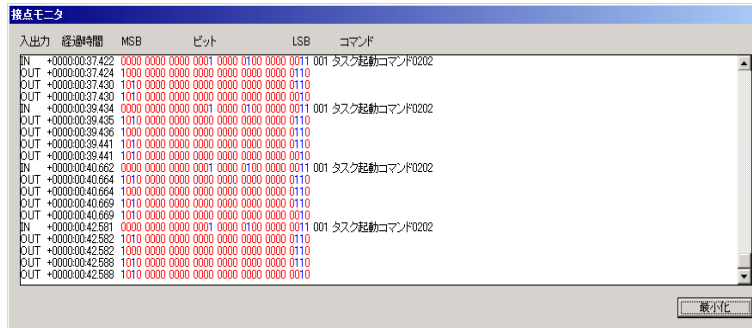 接点モニタ
入出力 経過時間 MSB ビット LSB コマンド
IN +0000:00:37.422 0000 0000 0000 0001 0000 0100 0000 0011 001 タスク起動コマンド0202
OUT +0000:00:37.424 1000 0000 0000 0000 0000 0000 0000 0110
OUT +0000:00:37.430 1010 0000 0000 0000 0000 0000 0000 0110
OUT +0000:00:37.430 1010 0000 0000 0000 0000 0000 0000 0010
IN +0000:00:39.434 0000 0000 0000 0001 0000 0100 0000 0011 001 タスク起動コマンド0202
OUT +0000:00:39.435 1010 0000 0000 0000 0000 0000 0000 0110
OUT +0000:00:39.436 1000 0000 0000 0000 0000 0000 0000 0110
OUT +0000:00:39.441 1010 0000 0000 0000 0000 0000 0000 0110
OUT +0000:00:39.441 1010 0000 0000 0000 0000 0000 0000 0010
IN +0000:00:40.662 0000 0000 0000 0001 0000 0100 0000 0011 001 タスク起動コマンド0202
OUT +0000:00:40.664 1010 0000 0000 0000 0000 0000 0000 0110
OUT +0000:00:40.664 1000 0000 0000 0000 0000 0000 0000 0110
OUT +0000:00:40.669 1010 0000 0000 0000 0000 0000 0000 0110
OUT +0000:00:40.669 1010 0000 0000 0000 0000 0000 0000 0010
IN +0000:00:42.581 0000 0000 0000 0001 0000 0100 0000 0011 001 タスク起動コマンド0202
OUT +0000:00:42.582 1010 0000 0000 0000 0000 0000 0000 0110
OUT +0000:00:42.582 1000 0000 0000 0000 0000 0000 0000 0110
OUT +0000:00:42.588 1010 0000 0000 0000 0000 0000 0000 0110
OUT +0000:00:42.588 1010 0000 0000 0000 0000 0000 0000 0010
最小化